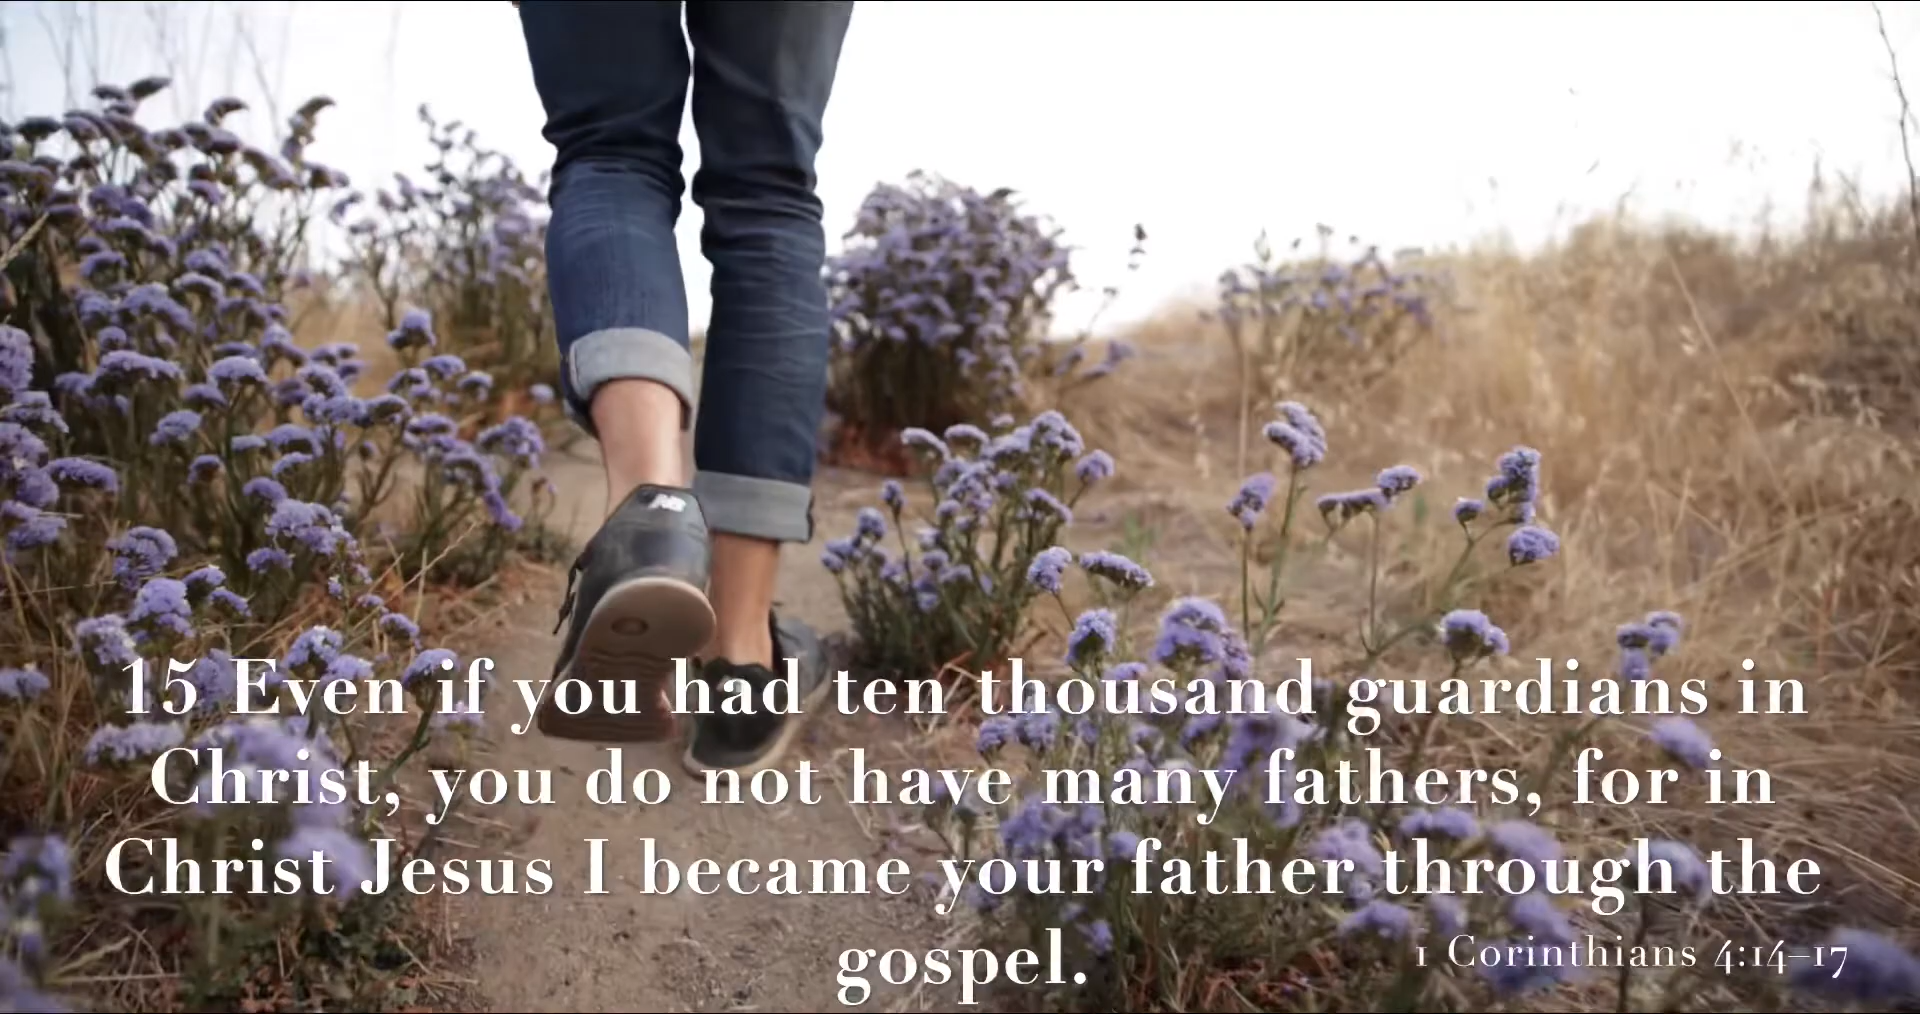 NB
15 Even if you had ten thousand guardians in
Christ, you do not have many fathers, for in
Christ Jesus I became your father through the
gospel.
1 Corinthians 4:14–17